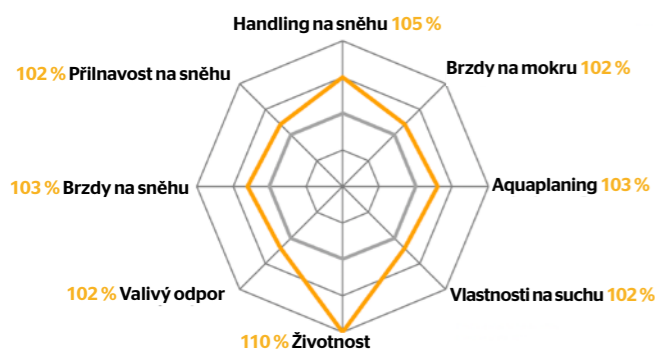 Handling na sněhu 105 %
102 % Přilnavost na sněhu
Brzdy na mokru 102 %
103 % Brzdy na sněhu
Aquaplaning 103 %
102 % Valivý odpor
Vlastnosti na suchu 102 %
110 % Životnost